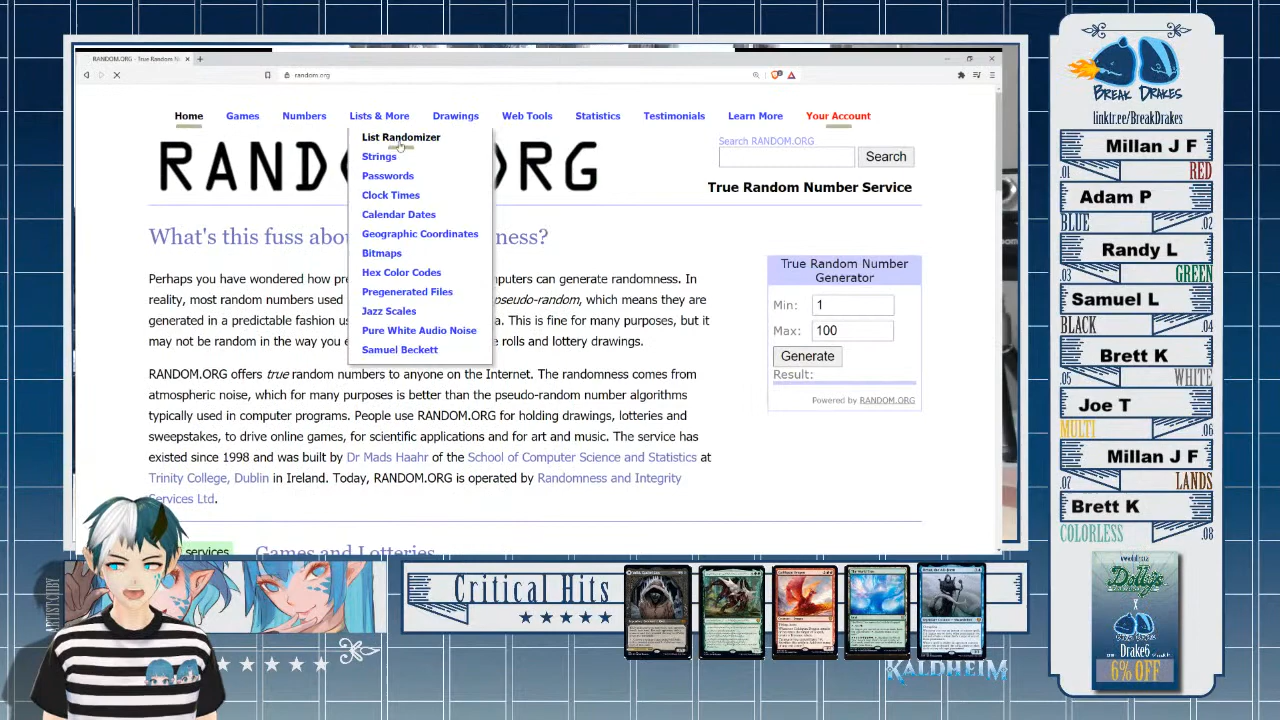 RANDOM.ORG - True Random N
random.org
Home Games Numbers Lists & More Drawings Web Tools Statistics Testimonials Learn More Your Account
List Randomizer
Strings
Passwords
Clock Times
Calendar Dates
Geographic Coordinates
Bitmaps
Hex Color Codes
Pregenerated Files
Jazz Scales
Pure White Audio Noise
Samuel Beckett
RAND RG
Search RANDOM.ORG
Search
True Random Number Service
What's this fuss abou ness?
Perhaps you have wondered how pre mputers can generate randomness. In
reality, most random numbers used pseudo-random, which means they are
generated in a predictable fashion us a. This is fine for many purposes, but it
may not be random in the way you e rolls and lottery drawings.
RANDOM.ORG offers true random numbers to anyone on the Internet. The randomness comes from
atmospheric noise, which for many purposes is better than the pseudo-random number algorithms
typically used in computer programs. People use RANDOM.ORG for holding drawings, lotteries and
sweepstakes, to drive online games, for scientific applications and for art and music. The service has
existed since 1998 and was built by Dr Mads Haahr of the School of Computer Science and Statistics at
Trinity College, Dublin in Ireland. Today, RANDOM.ORG is operated by Randomness and Integrity
Services Ltd.
services
Games and Lotteries
True Random Number
Generator
Min: 1
Max: 100
Generate
Result:
Powered by RANDOM.ORG
BREAK DRAKES
linktr.ee/BreakDrakes
Millan J F
.01 RED
Adam P
BLUE .02
Randy L
.03 GREEN
Samuel L
BLACK .04
Brett K
.05 WHITE
Joe T
MULTI .06
Millan J F
.07 LANDS
Brett K
COLORLESS .08
Dolly's
X
BREAK DRAKES
Drake6
6% OFF
Critical Hits
KALDHEIM